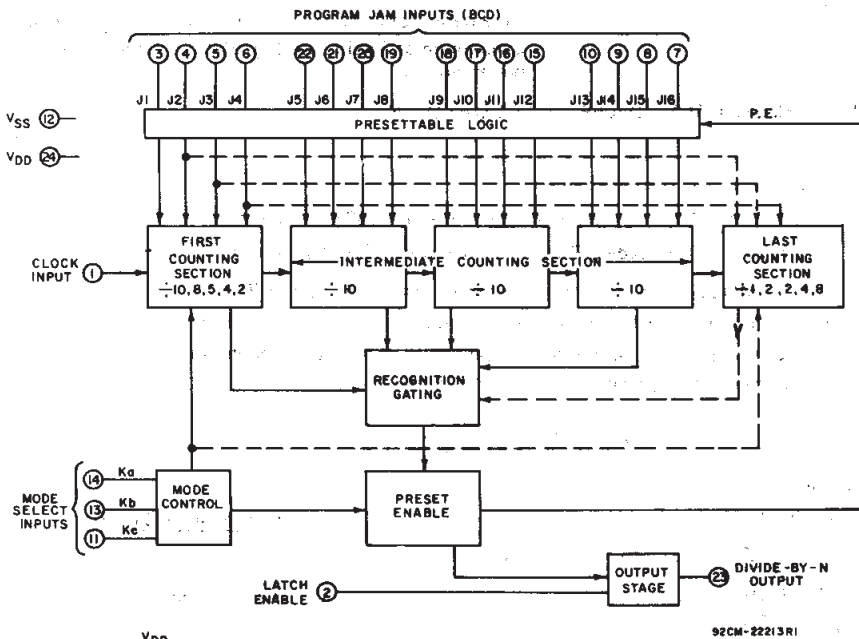 PROGRAM JAM INPUTS (BCD)
3 4 5 6 22 21 20 19 18 17 16 15 10 9 8 7
J1 J2 J3 J4 J5 J6 J7 J8 J9 J10 J11 J12 J13 J14 J15 J16
VSS 12
PRESETTABLE LOGIC
P.E.
VDD 24
CLOCK INPUT 1
FIRST
COUNTING
SECTION
÷10,8,5,4,2
INTERMEDIATE COUNTING SECTION
÷ 10
÷ 10
÷ 10
LAST
COUNTING
SECTION
÷1,2,2,4,8
RECOGNITION
GATING
MODE
SELECT
INPUTS
14 Ka
13 Kb
11 Kc
MODE
CONTROL
PRESET
ENABLE
LATCH
ENABLE 2
OUTPUT
STAGE
23 DIVIDE-BY-N
OUTPUT
92CM-22213R1
VDD